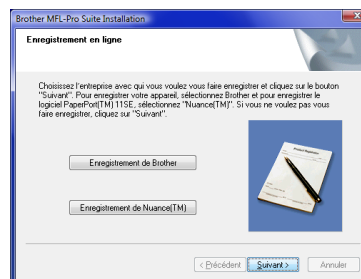 Brother MFL-Pro Suite Installation
Enregistrement en ligne
Choisissez l'entreprise avec qui vous voulez vous faire enregistrer et cliquez sur le bouton
"Suivant". Pour enregistrer votre appareil, sélectionnez Brother et pour enregistrer le
logiciel PaperPort(TM) 11SE, sélectionnez "Nuance(TM)". Si vous ne voulez pas vous
faire enregistrer, cliquez sur "Suivant".
Enregistrement de Brother
Product Registration
Enregistrement de Nuance(TM)
< Précédent
Suivant >
Annuler